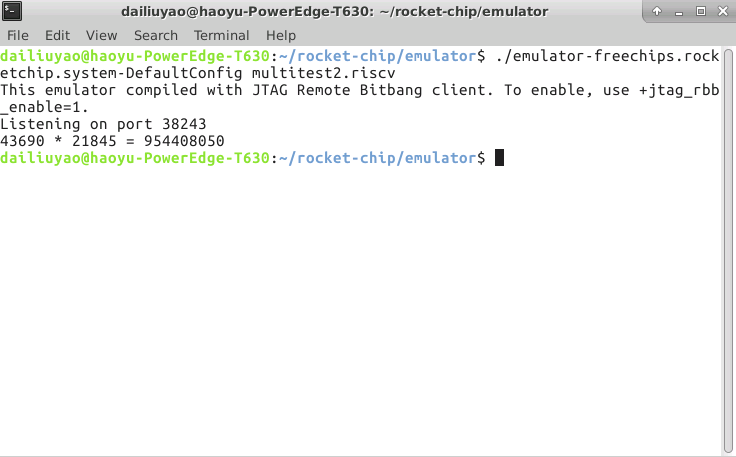 dailiuyao@haoyu-PowerEdge-T630: ~/rocket-chip/emulator
File Edit View Search Terminal Help
dailiuyao@haoyu-PowerEdge-T630:~/rocket-chip/emulator$ ./emulator-freechips.rock
etchip.system-DefaultConfig multitest2.riscv
This emulator compiled with JTAG Remote Bitbang client. To enable, use +jtag_rbb
_enable=1.
Listening on port 38243
43690 * 21845 = 954408050
dailiuyao@haoyu-PowerEdge-T630:~/rocket-chip/emulator$